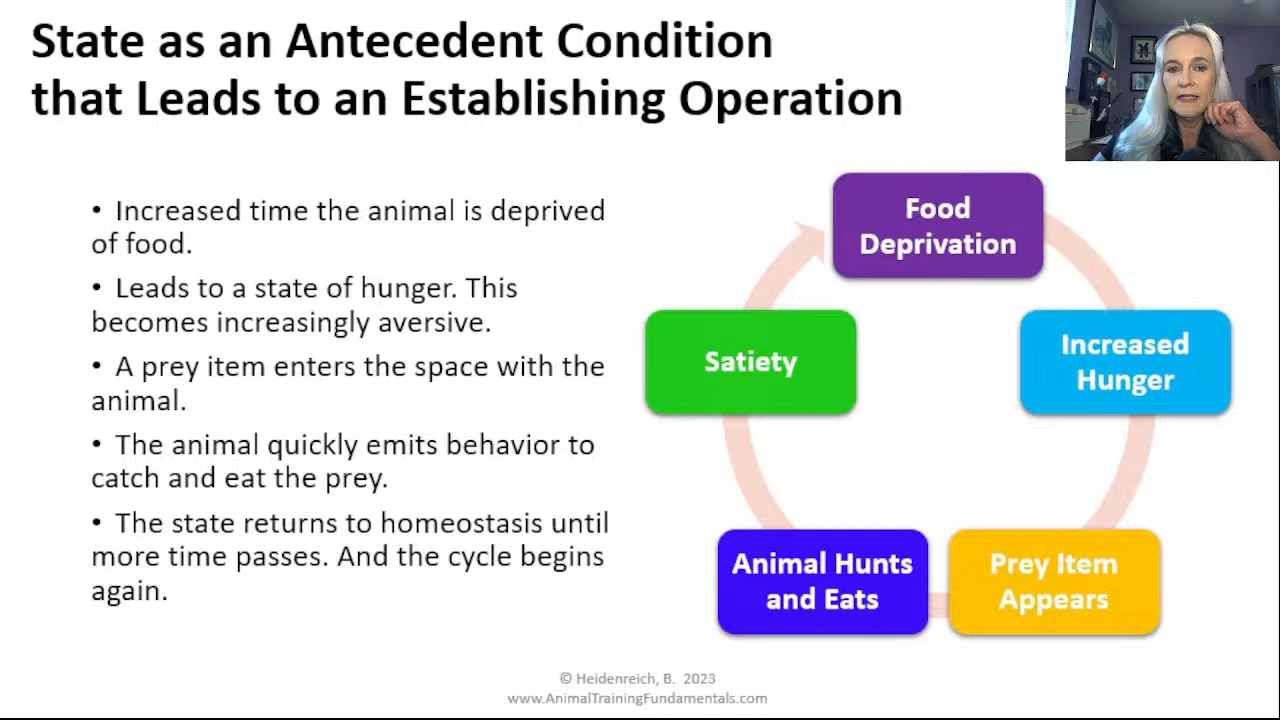 State as an Antecedent Condition
that Leads to an Establishing Operation
• Increased time the animal is deprived
of food.
• Leads to a state of hunger. This
becomes increasingly aversive.
• A prey item enters the space with the
animal.
• The animal quickly emits behavior to
catch and eat the prey.
• The state returns to homeostasis until
more time passes. And the cycle begins
again.
Food
Deprivation
Increased
Hunger
Prey Item
Appears
Animal Hunts
and Eats
Satiety
© Heidenreich, B. 2023
www.AnimalTrainingFundamentals.com